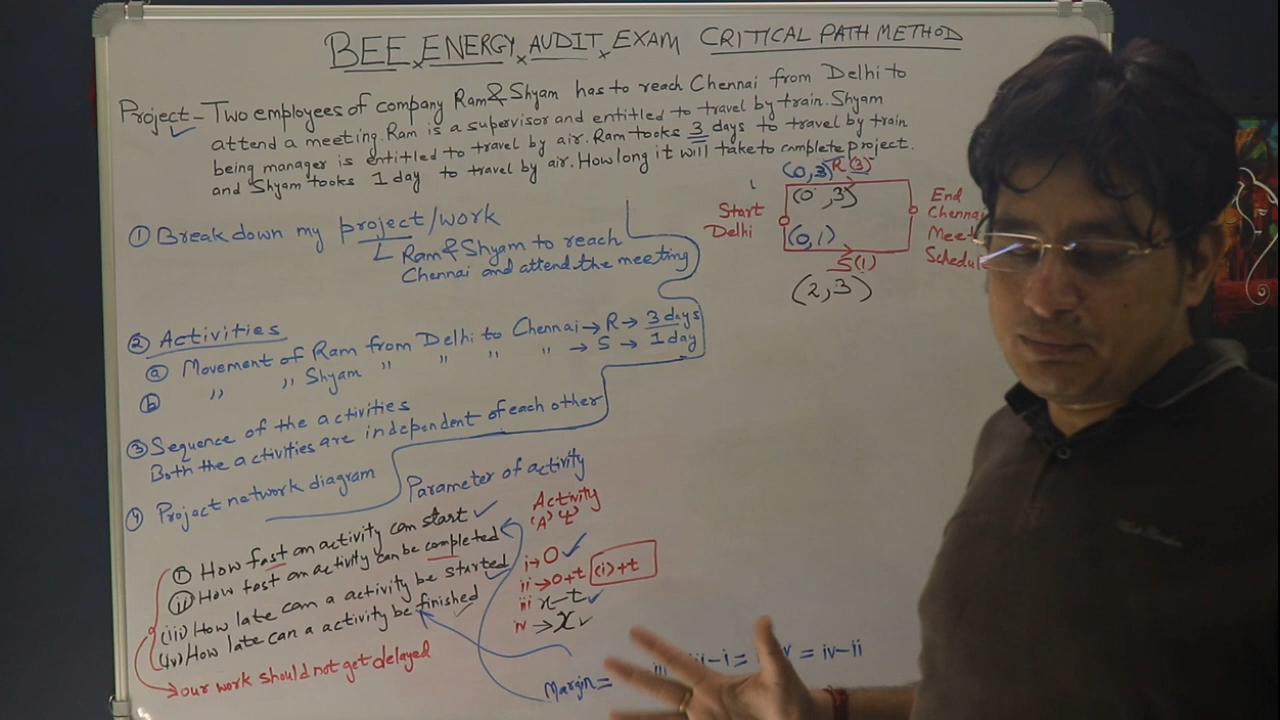 BEE ENERGY AUDIT EXAM CRITICAL PATH METHOD
Project - Two employees of company Ram & Shyam has to reach Chennai from Delhi to
attend a meeting. Ram is a supervisor and entitled to travel by train. Shyam
being manager is entitled to travel by air. Ram tooks 3 days to travel by train
and Shyam tooks 1 day to travel by air. How long it will take to complete project.
(0,3) R(3)
(0,3)
Start
Delhi
(0,1)
S(1)
(2,3)
End
Chennai
Meet
Schedule
① Break down my project/work
Ram & Shyam to reach
Chennai and attend the meeting
② Activities
ⓐ Movement of Ram from Delhi to Chennai → R → 3 days
ⓑ ,, ,, Shyam ,, ,, ,, ,, → S → 1 day
③ Sequence of the activities
Both the activities are independent of each other
④ Project network diagram
Parameter of activity
(i) How fast an activity can start
(ii) How fast an activity can be completed
(iii) How late can a activity be started
(iv) How late can a activity be finished
our work should not get delayed
Activity
'A' 't'
i → 0
ii → 0+t (i)+t
iii x-t
iv → x
Margin = iii-i = = iv-ii